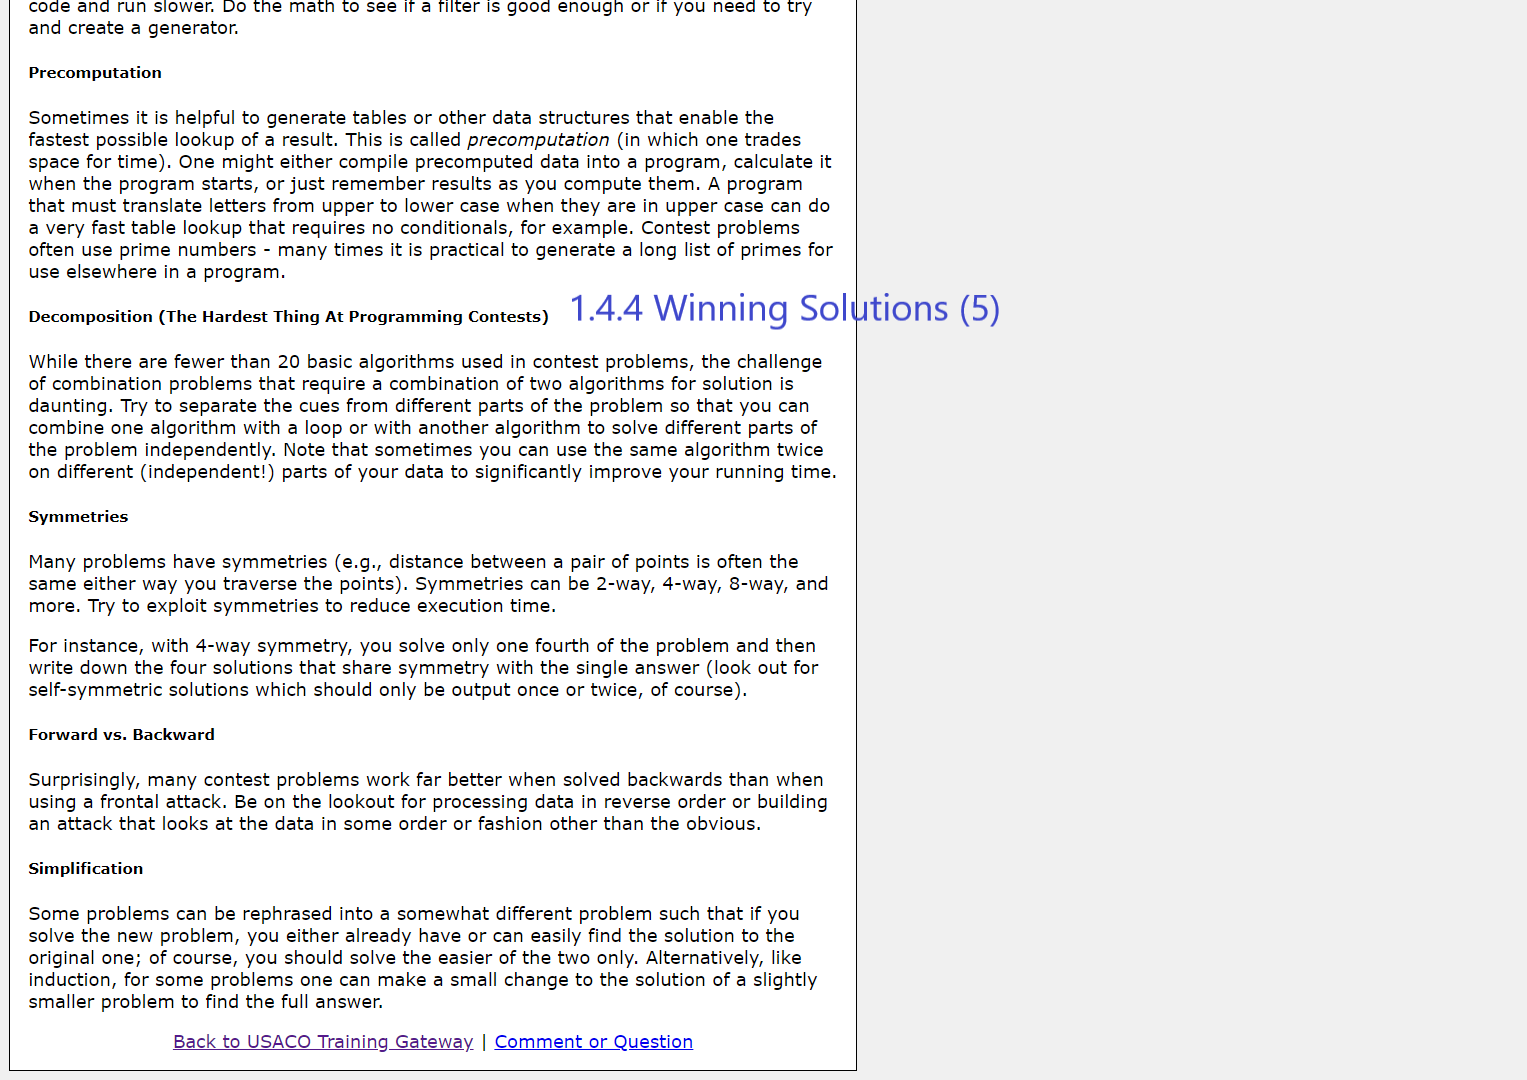 code and run slower. Do the math to see if a filter is good enough or if you need to try
and create a generator.
Precomputation
Sometimes it is helpful to generate tables or other data structures that enable the
fastest possible lookup of a result. This is called precomputation (in which one trades
space for time). One might either compile precomputed data into a program, calculate it
when the program starts, or just remember results as you compute them. A program
that must translate letters from upper to lower case when they are in upper case can do
a very fast table lookup that requires no conditionals, for example. Contest problems
often use prime numbers - many times it is practical to generate a long list of primes for
use elsewhere in a program.
Decomposition (The Hardest Thing At Programming Contests)
1.4.4 Winning Solutions (5)
While there are fewer than 20 basic algorithms used in contest problems, the challenge
of combination problems that require a combination of two algorithms for solution is
daunting. Try to separate the cues from different parts of the problem so that you can
combine one algorithm with a loop or with another algorithm to solve different parts of
the problem independently. Note that sometimes you can use the same algorithm twice
on different (independent!) parts of your data to significantly improve your running time.
Symmetries
Many problems have symmetries (e.g., distance between a pair of points is often the
same either way you traverse the points). Symmetries can be 2-way, 4-way, 8-way, and
more. Try to exploit symmetries to reduce execution time.
For instance, with 4-way symmetry, you solve only one fourth of the problem and then
write down the four solutions that share symmetry with the single answer (look out for
self-symmetric solutions which should only be output once or twice, of course).
Forward vs. Backward
Surprisingly, many contest problems work far better when solved backwards than when
using a frontal attack. Be on the lookout for processing data in reverse order or building
an attack that looks at the data in some order or fashion other than the obvious.
Simplification
Some problems can be rephrased into a somewhat different problem such that if you
solve the new problem, you either already have or can easily find the solution to the
original one; of course, you should solve the easier of the two only. Alternatively, like
induction, for some problems one can make a small change to the solution of a slightly
smaller problem to find the full answer.
Back to USACO Training Gateway | Comment or Question